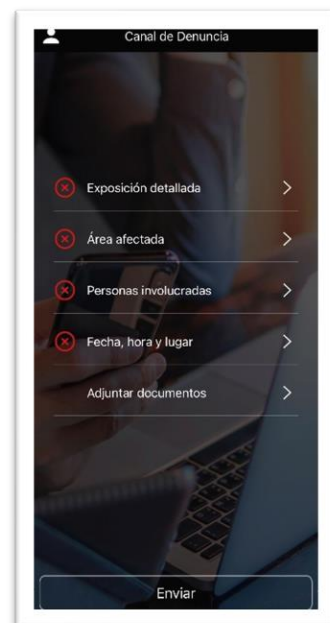 Canal de Denuncia
Exposición detallada
Área afectada
Personas involucradas
Fecha, hora y lugar
Adjuntar documentos
Enviar